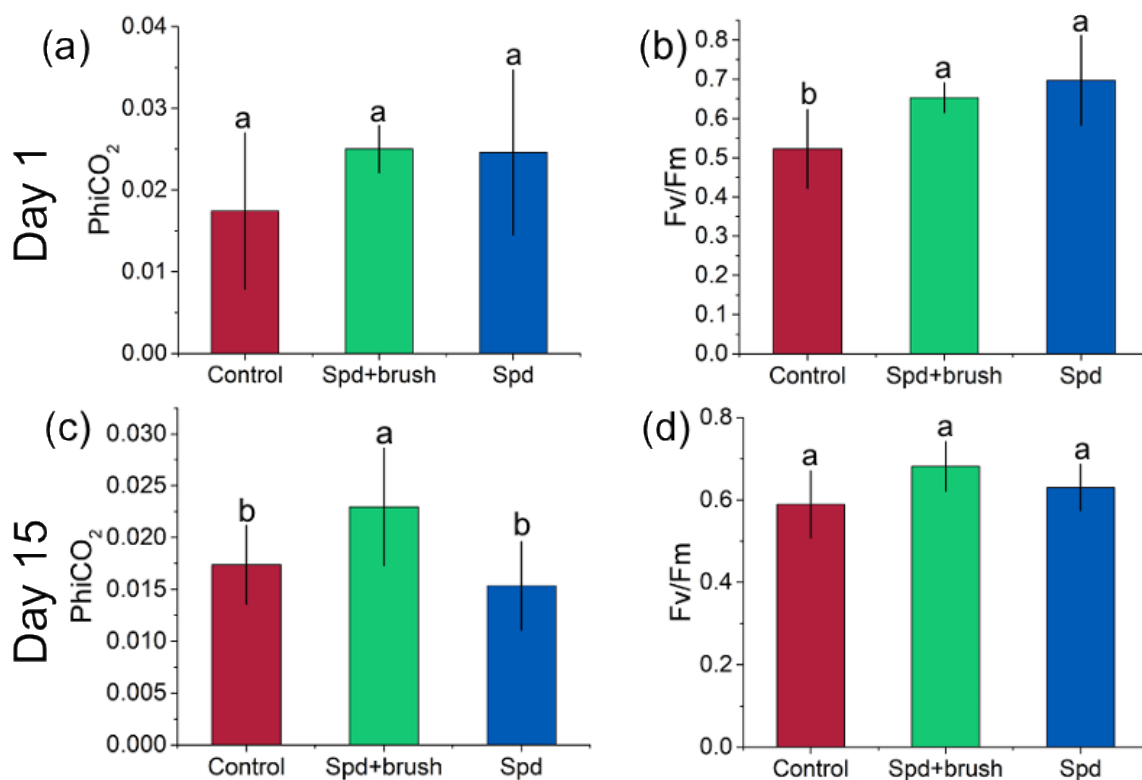 (a)
Day 1
PhiCO₂
0.04
0.03
0.02
0.01
0.00
a
a
a
Control
Spd+brush
Spd
(b)
Fv/Fm
0.8
0.7
0.6
0.5
0.4
0.3
0.2
0.1
0.0
b
a
a
Control
Spd+brush
Spd
(c)
Day 15
PhiCO₂
0.030
0.025
0.020
0.015
0.010
0.005
0.000
b
a
b
Control
Spd+brush
Spd
(d)
Fv/Fm
0.8
0.6
0.4
0.2
0.0
a
a
a
Control
Spd+brush
Spd